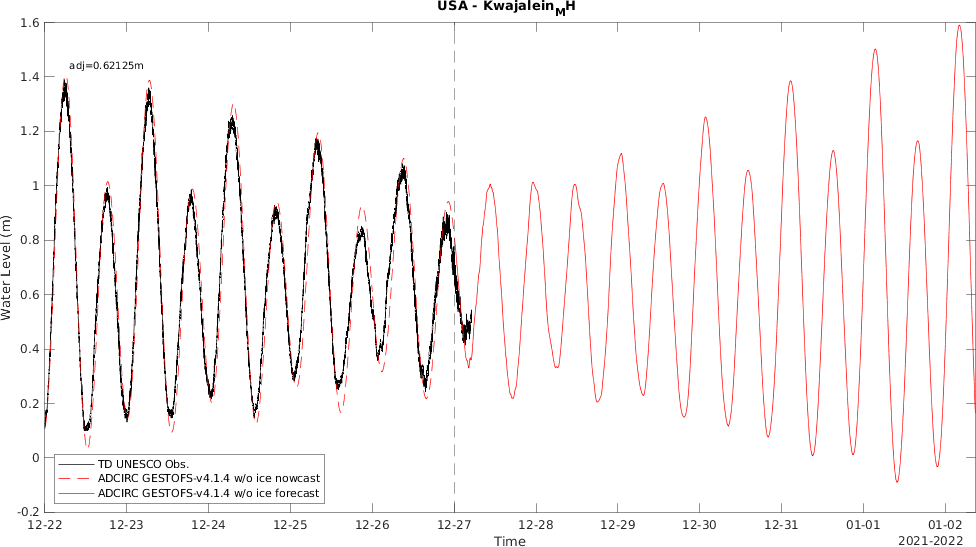 USA - Kwajalein_MH
1.6
adj=0.62125m
1.4
1.2
1
0.8
0.6
0.4
0.2
0
-0.2
Water Level (m)
TD UNESCO Obs.
ADCIRC GESTOFS-v4.1.4 w/o ice nowcast
ADCIRC GESTOFS-v4.1.4 w/o ice forecast
12-22 12-23 12-24 12-25 12-26 12-27 12-28 12-29 12-30 12-31 01-01 01-02
Time
2021-2022